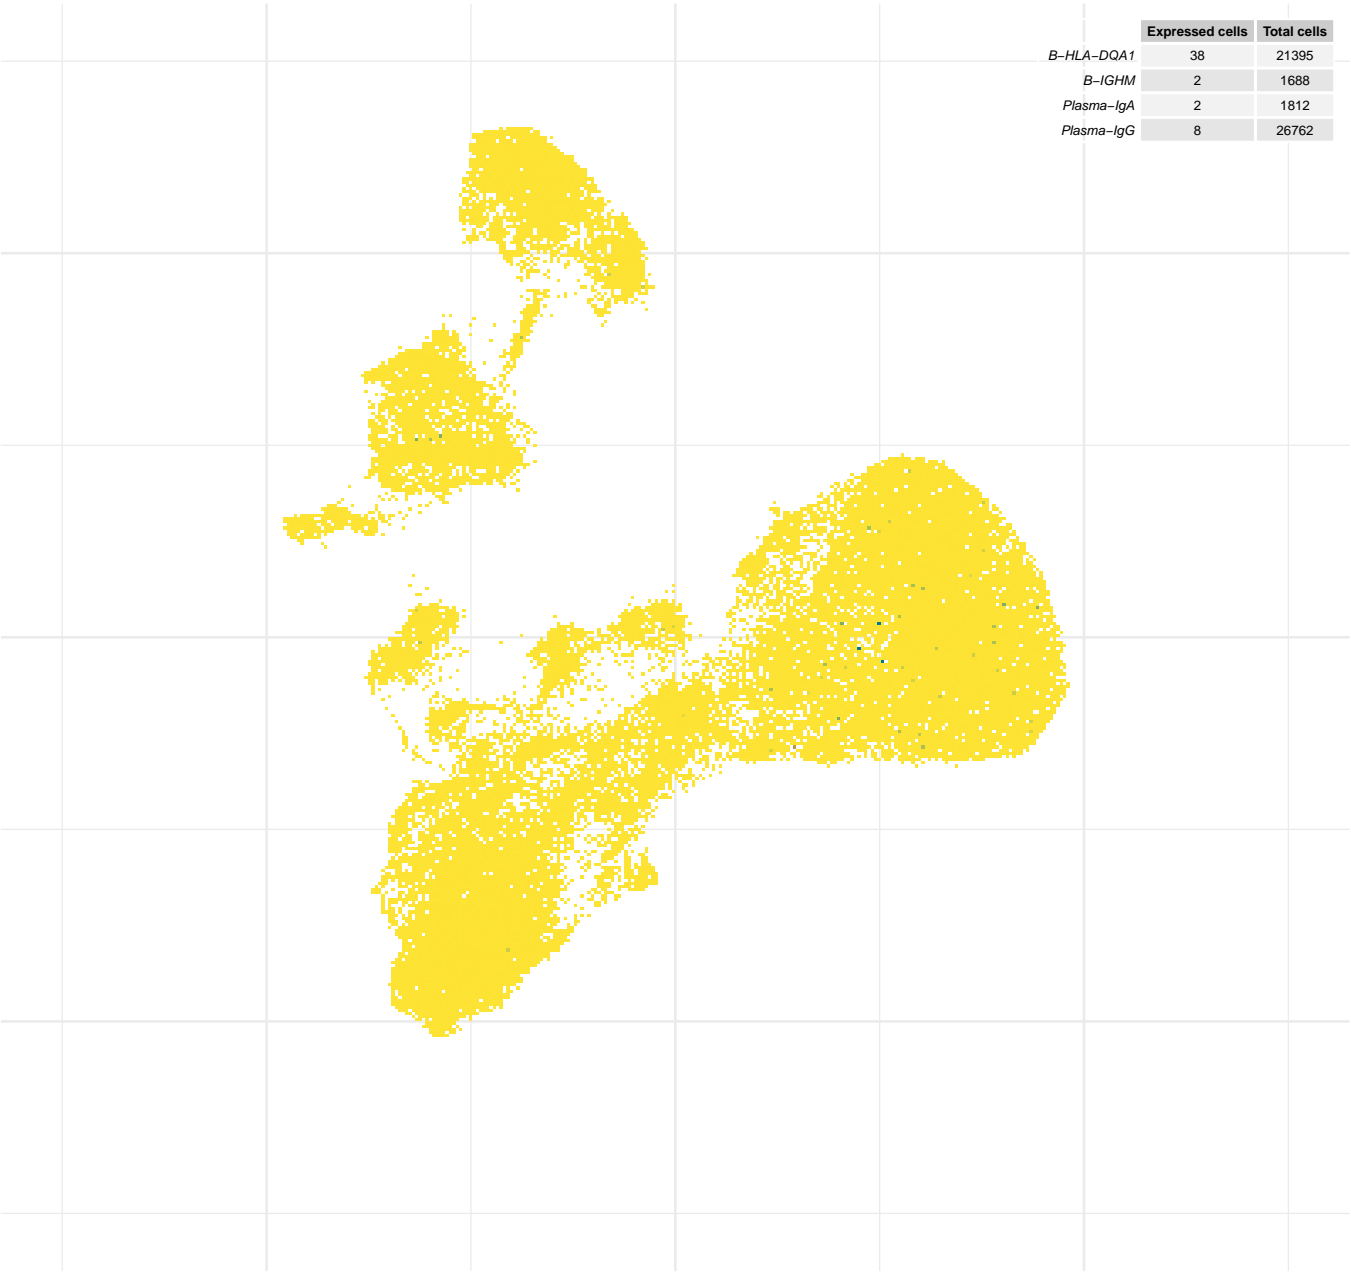 Expressed cells Total cells
B−HLA−DQA1 38 21395
B−IGHM 2 1688
Plasma−IgA 2 1812
Plasma−IgG 8 26762